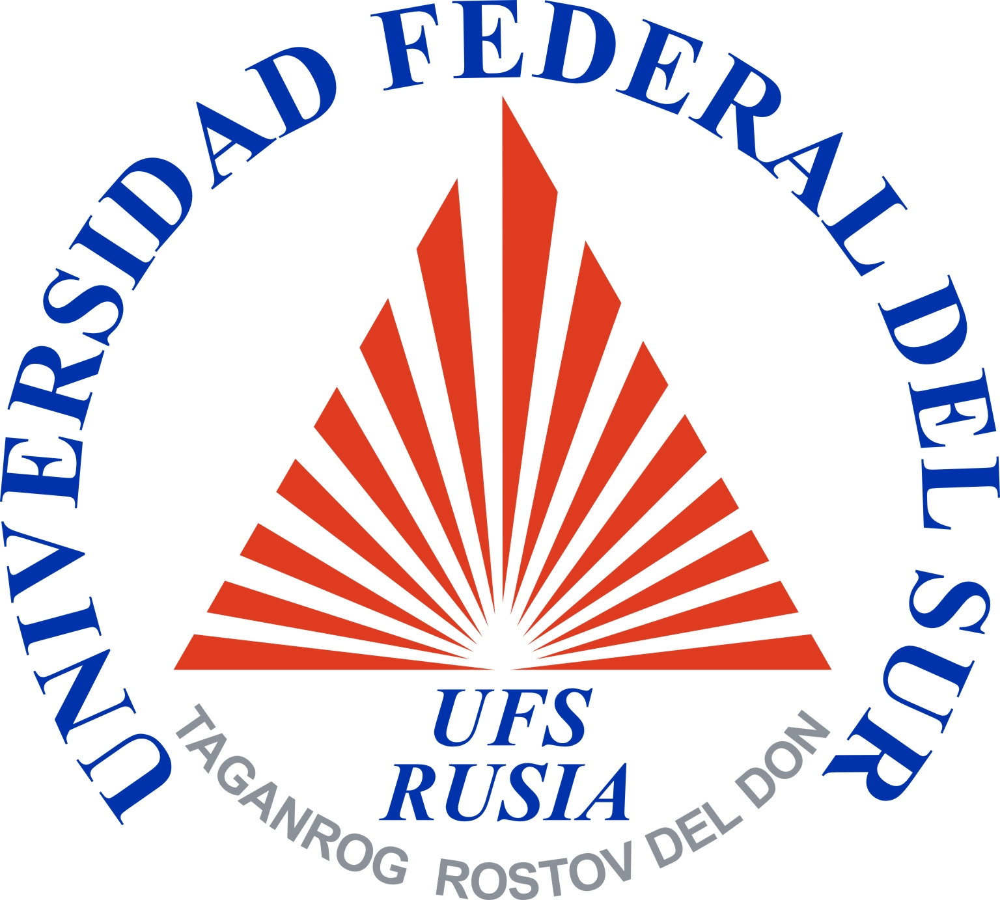 UNIVERSIDAD FEDERAL DEL SUR
UFS
RUSIA
TAGANROG ROSTOV DEL DON